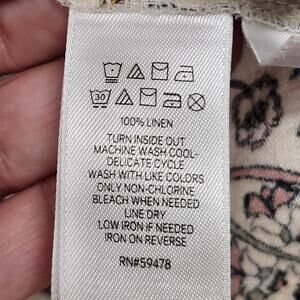 30
100% LINEN
TURN INSIDE OUT
MACHINE WASH COOL-
DELICATE CYCLE
WASH WITH LIKE COLORS
ONLY NON-CHLORINE
BLEACH WHEN NEEDED
LINE DRY
LOW IRON IF NEEDED
IRON ON REVERSE
RN#59478